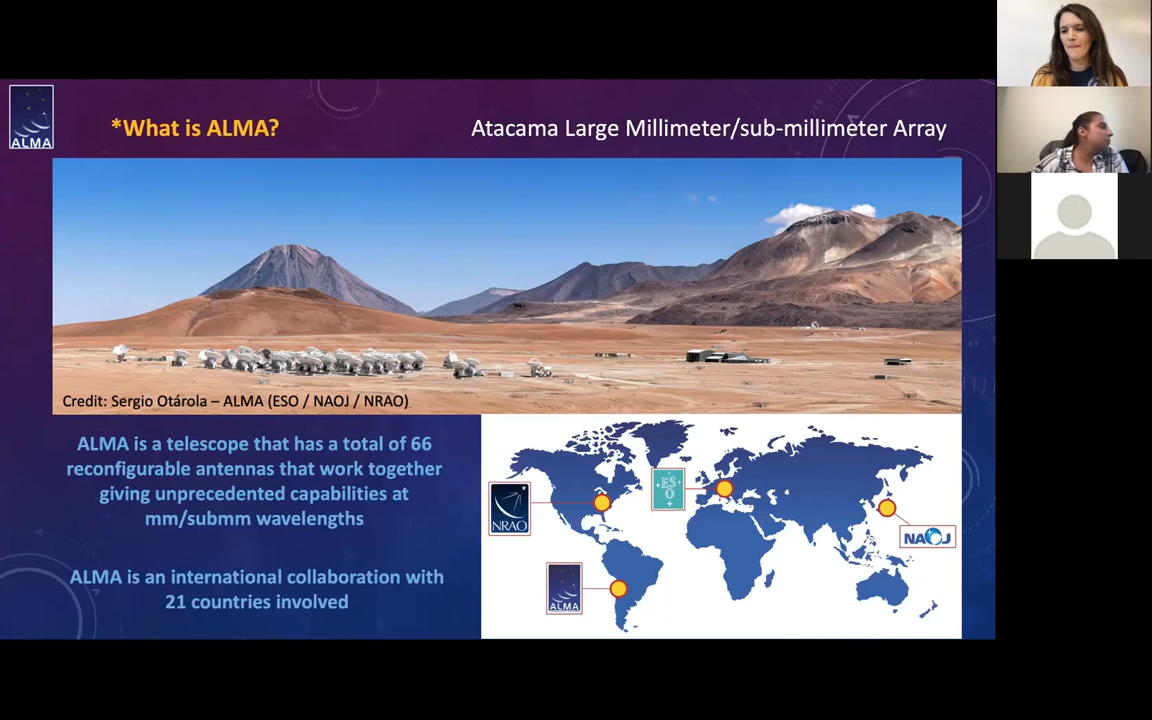 ALMA
*What is ALMA?
Atacama Large Millimeter/sub-millimeter Array
Credit: Sergio Otárola – ALMA (ESO / NAOJ / NRAO)
ALMA is a telescope that has a total of 66
reconfigurable antennas that work together
giving unprecedented capabilities at
mm/submm wavelengths
ALMA is an international collaboration with
21 countries involved
NRAO
ES
O
NAOJ
ALMA